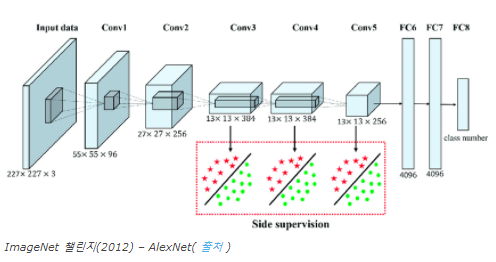 Input data Conv1 Conv2 Conv3 Conv4 Conv5 FC6 FC7 FC8
227× 227 × 3
55× 55 × 96
27× 27 × 256
13× 13 × 384
13× 13 × 384
13× 13 × 256
4096
4096
class number
Side supervision
ImageNet 챌린지(2012) – AlexNet( 출처 )